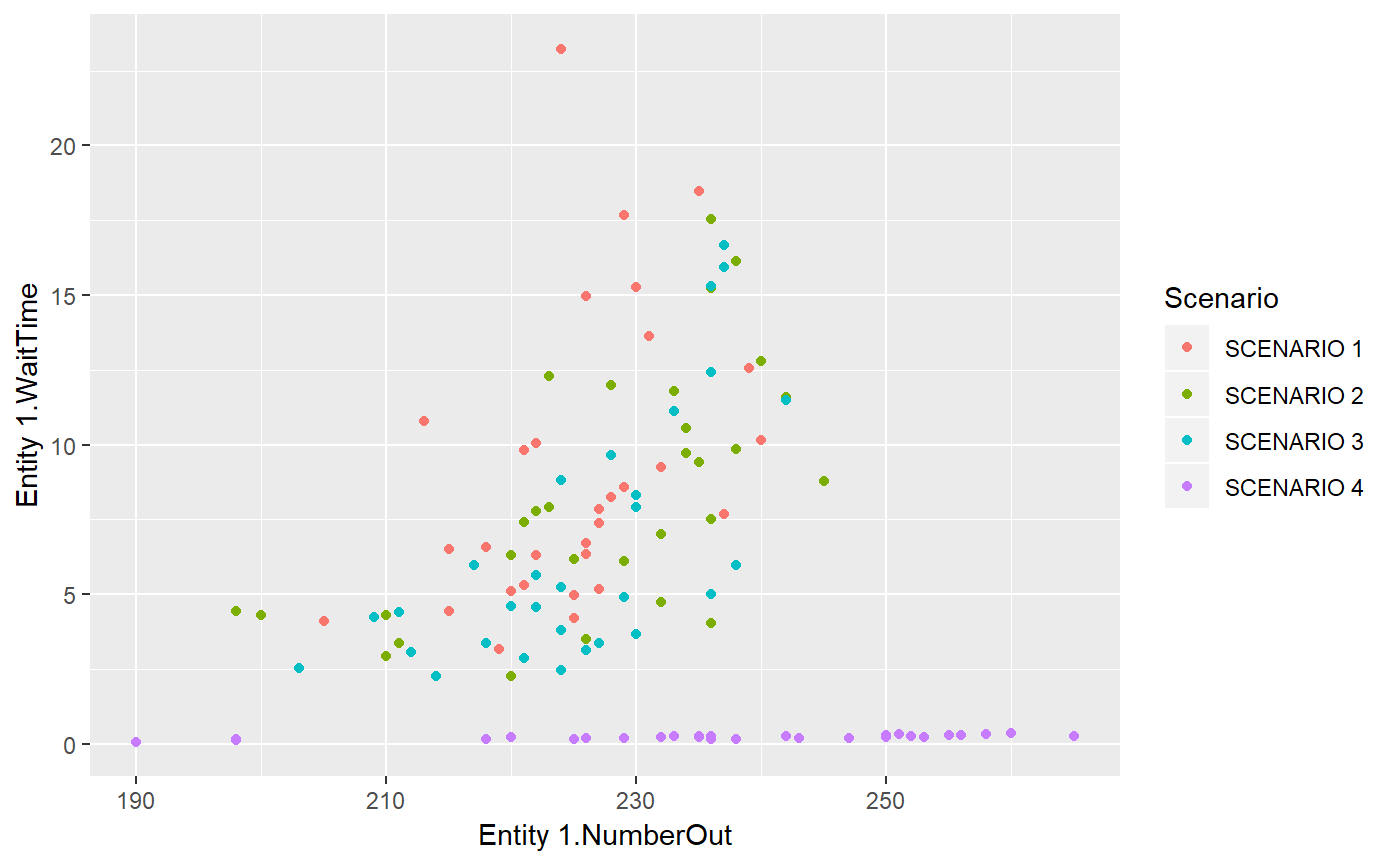 20
15
10
5
0
Entity 1.WaitTime
190
210
230
250
Entity 1.NumberOut
Scenario
SCENARIO 1
SCENARIO 2
SCENARIO 3
SCENARIO 4